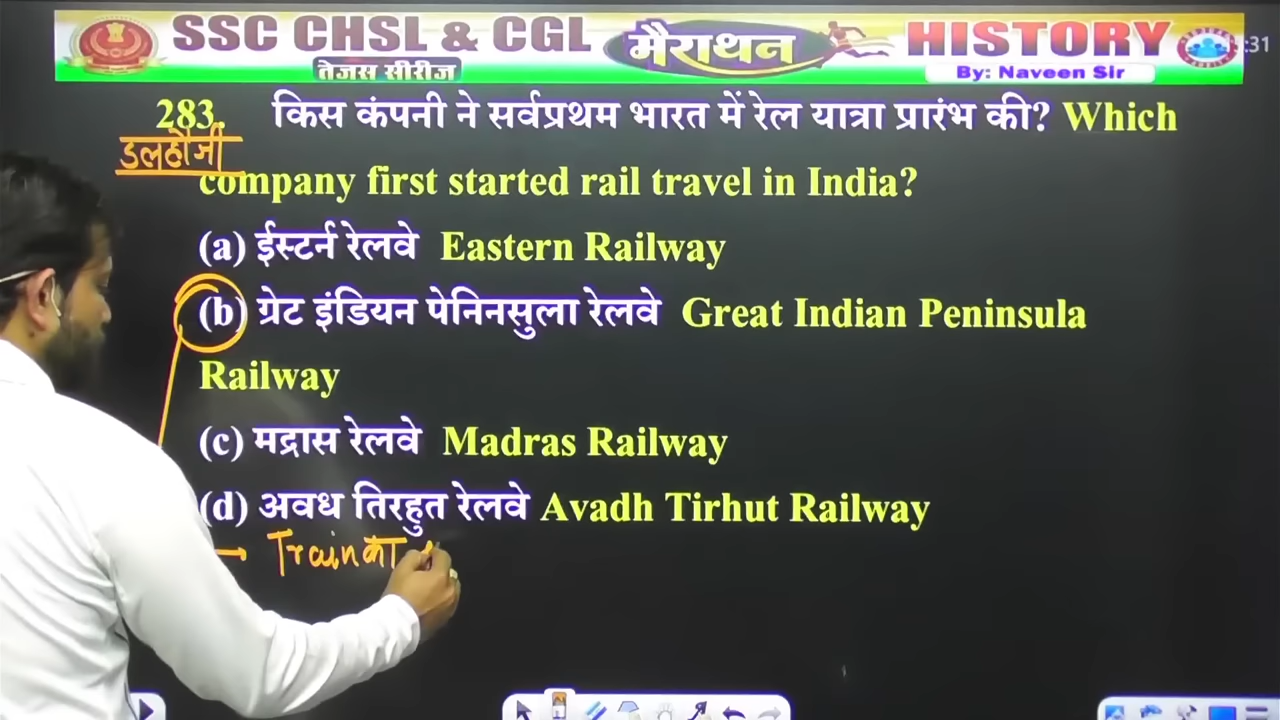 SSC CHSL & CGL मैराथन HISTORY
तेजस सीरीज By: Naveen Sir
:31
283. किस कंपनी ने सर्वप्रथम भारत में रेल यात्रा प्रारंभ की? Which
डलहौजी
company first started rail travel in India?
(a) ईस्टर्न रेलवे Eastern Railway
(b) ग्रेट इंडियन पेनिनसुला रेलवे Great Indian Peninsula
Railway
(c) मद्रास रेलवे Madras Railway
(d) अवध तिरहुत रेलवे Avadh Tirhut Railway
→ Train का